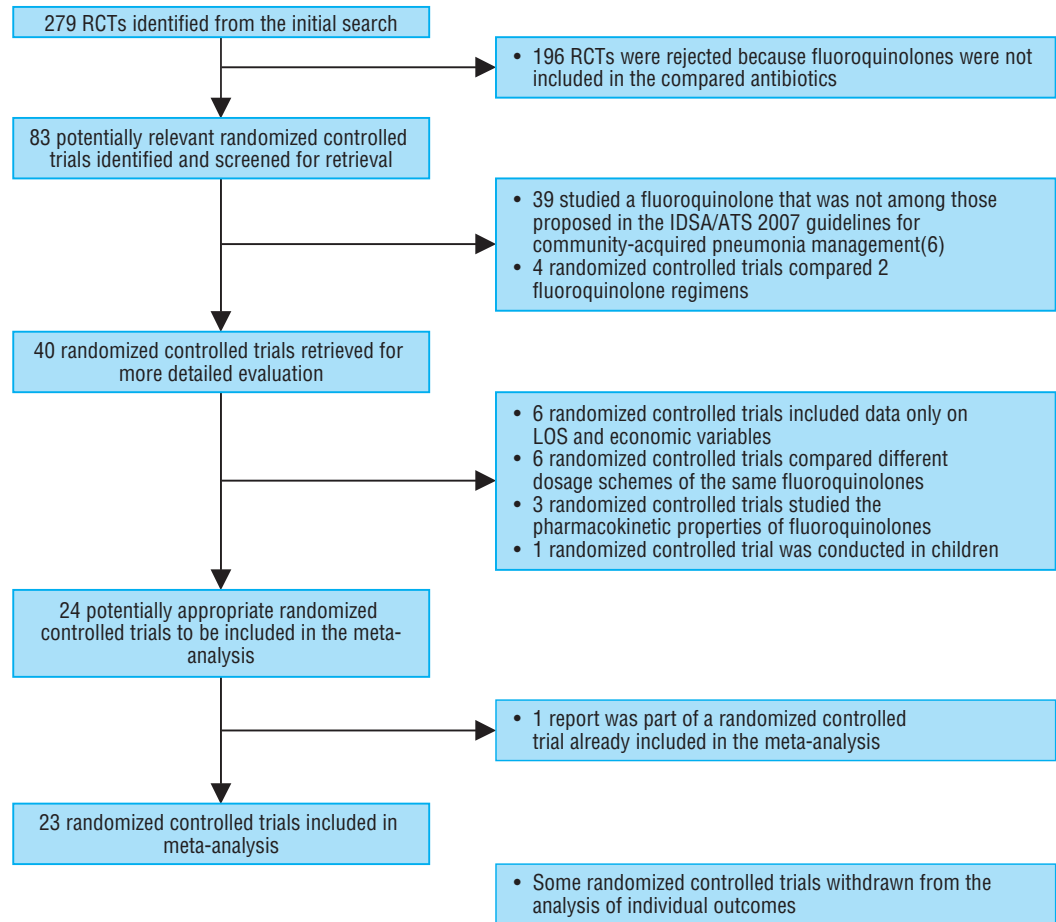 279 RCTs identified from the initial search
• 196 RCTs were rejected because fluoroquinolones were not
included in the compared antibiotics
83 potentially relevant randomized controlled
trials identified and screened for retrieval
• 39 studied a fluoroquinolone that was not among those
proposed in the IDSA/ATS 2007 guidelines for
community-acquired pneumonia management(6)
• 4 randomized controlled trials compared 2
fluoroquinolone regimens
40 randomized controlled trials retrieved for
more detailed evaluation
• 6 randomized controlled trials included data only on
LOS and economic variables
• 6 randomized controlled trials compared different
dosage schemes of the same fluoroquinolones
• 3 randomized controlled trials studied the
pharmacokinetic properties of fluoroquinolones
• 1 randomized controlled trial was conducted in children
24 potentially appropriate randomized
controlled trials to be included in the meta-
analysis
• 1 report was part of a randomized controlled
trial already included in the meta-analysis
23 randomized controlled trials included in
meta-analysis
• Some randomized controlled trials withdrawn from the
analysis of individual outcomes